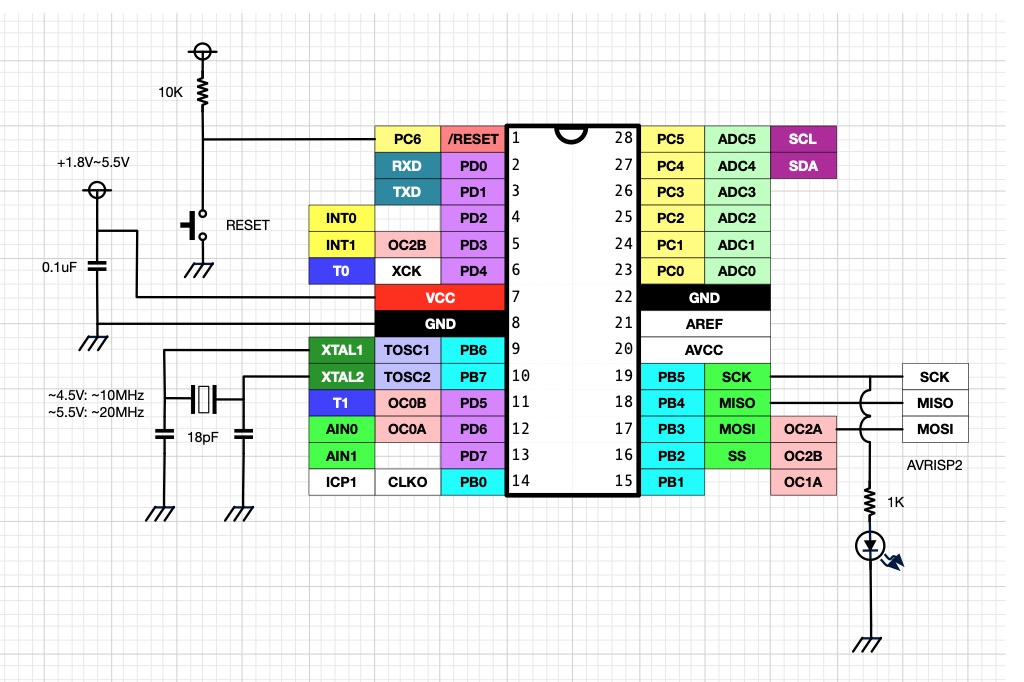 10K
PC6 /RESET 1 28 PC5 ADC5 SCL
+1.8V~5.5V
RXD PD0 2 27 PC4 ADC4 SDA
TXD PD1 3 26 PC3 ADC3
INT0 PD2 4 25 PC2 ADC2
RESET
INT1 OC2B PD3 5 24 PC1 ADC1
0.1uF
T0 XCK PD4 6 23 PC0 ADC0
VCC 7 22 GND
GND 8 21 AREF
XTAL1 TOSC1 PB6 9 20 AVCC
XTAL2 TOSC2 PB7 10 19 PB5 SCK SCK
~4.5V: ~10MHz
~5.5V: ~20MHz
T1 OC0B PD5 11 18 PB4 MISO MISO
18pF
AIN0 OC0A PD6 12 17 PB3 MOSI OC2A MOSI
AIN1 PD7 13 16 PB2 SS OC2B
AVRISP2
ICP1 CLKO PB0 14 15 PB1 OC1A
1K